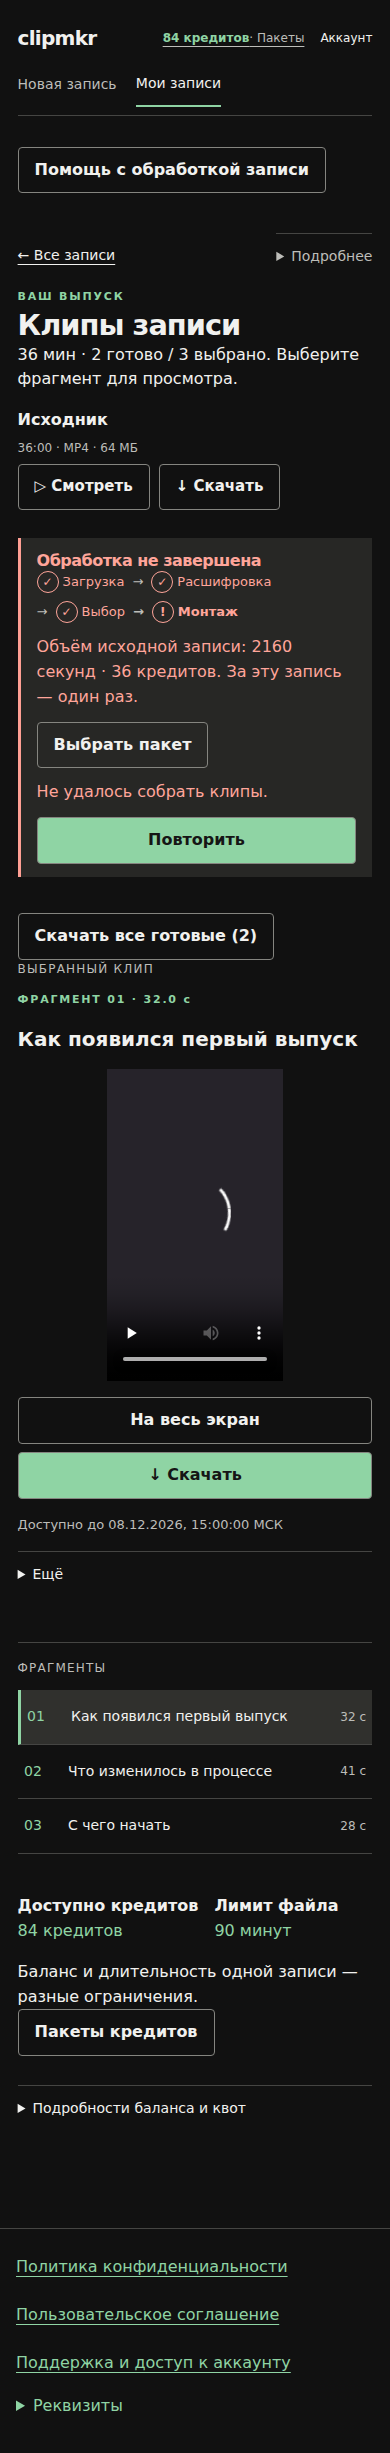 clipmkr
84 кредитов · Пакеты
Аккаунт
Новая запись
Мои записи
Помощь с обработкой записи
← Все записи
▶ Подробнее
ВАШ ВЫПУСК
Клипы записи
36 мин · 2 готово / 3 выбрано. Выберите
фрагмент для просмотра.
Исходник
36:00 · MP4 · 64 МБ
▷ Смотреть
↓ Скачать
Обработка не завершена
✓ Загрузка → ✓ Расшифровка
→ ✓ Выбор → ! Монтаж
Объём исходной записи: 2160
секунд · 36 кредитов. За эту запись
— один раз.
Выбрать пакет
Не удалось собрать клипы.
Повторить
Скачать все готовые (2)
ВЫБРАННЫЙ КЛИП
ФРАГМЕНТ 01 · 32.0 с
Как появился первый выпуск
На весь экран
↓ Скачать
Доступно до 08.12.2026, 15:00:00 МСК
▶ Ещё
ФРАГМЕНТЫ
01 Как появился первый выпуск 32 с
02 Что изменилось в процессе 41 с
03 С чего начать 28 с
Доступно кредитов
84 кредитов
Лимит файла
90 минут
Баланс и длительность одной записи —
разные ограничения.
Пакеты кредитов
▶ Подробности баланса и квот
Политика конфиденциальности
Пользовательское соглашение
Поддержка и доступ к аккаунту
▶ Реквизиты